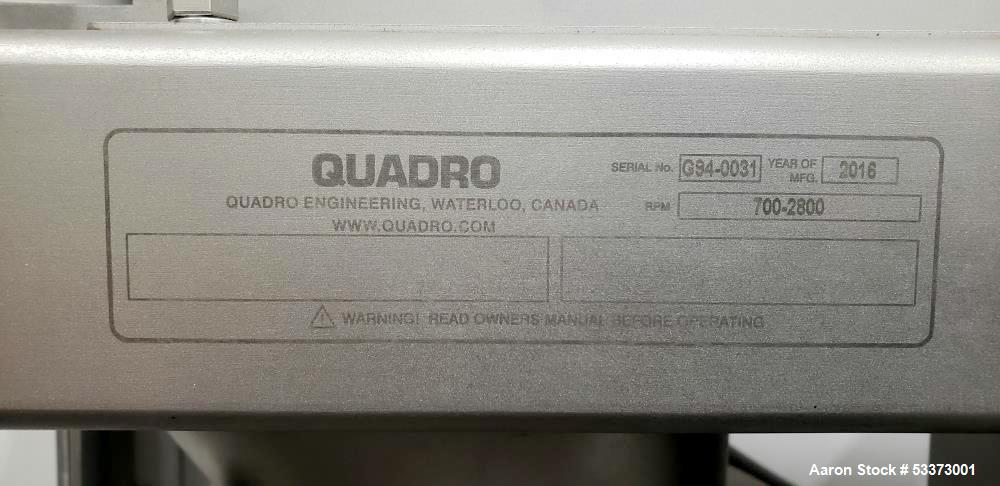 QUADRO
QUADRO ENGINEERING, WATERLOO, CANADA
WWW.QUADRO.COM
SERIAL No. G94-0031 YEAR OF MFG. 2016
RPM 700-2800
WARNING! READ OWNERS MANUAL BEFORE OPERATING
Aaron Stock # 53373001